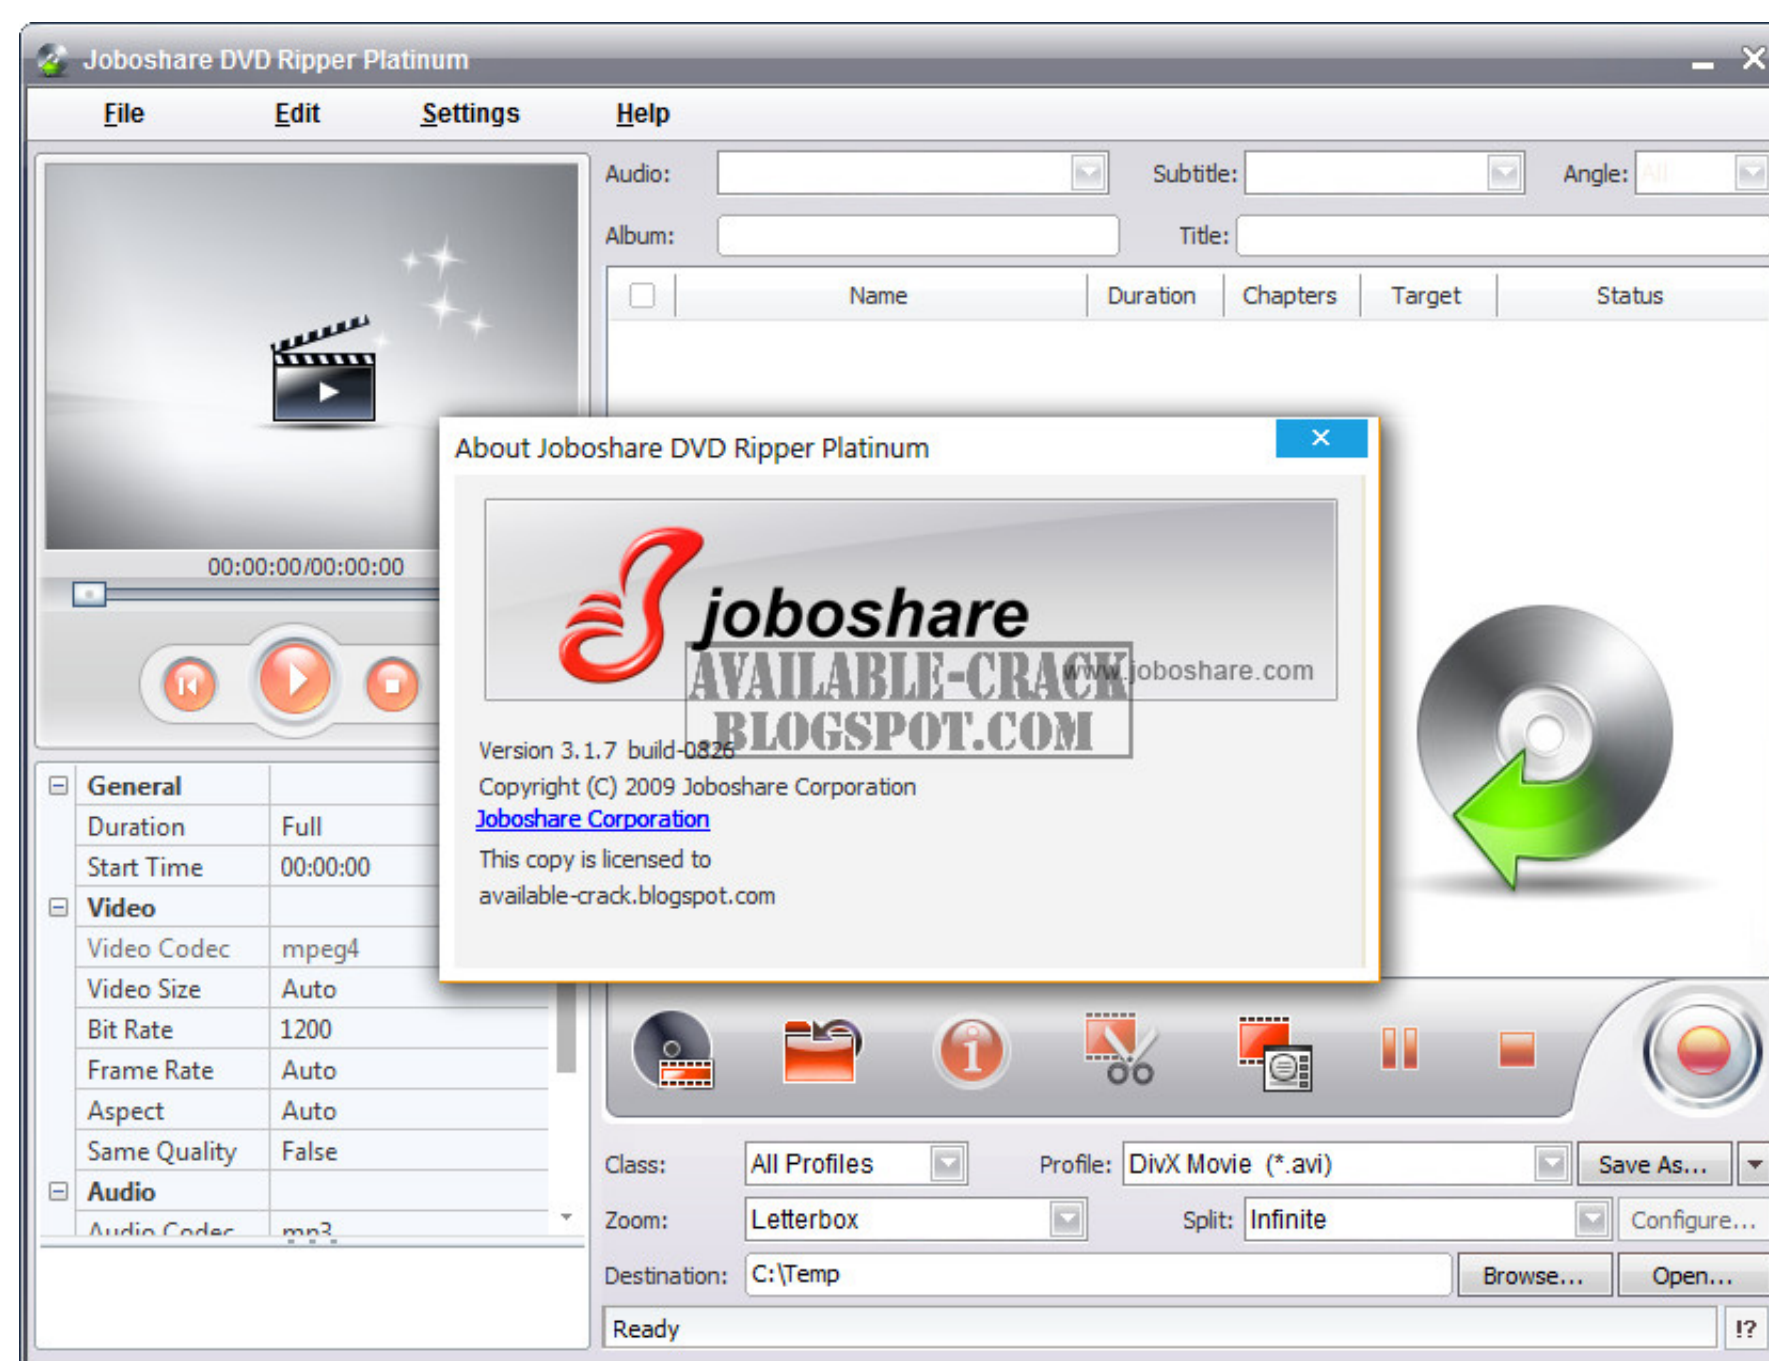 Joboshare DVD Ripper Platinum
File Edit Settings Help
Audio: Subtitle: Angle: All
Album: Title:
Name Duration Chapters Target Status
00:00:00/00:00:00
About Joboshare DVD Ripper Platinum
joboshare
www.joboshare.com
AVAILABLE-CRACK
.BLOGSPOT.COM
Version 3.1.7 build-0826
Copyright (C) 2009 Joboshare Corporation
Joboshare Corporation
This copy is licensed to
available-crack.blogspot.com
General
Duration Full
Start Time 00:00:00
Video
Video Codec mpeg4
Video Size Auto
Bit Rate 1200
Frame Rate Auto
Aspect Auto
Same Quality False
Audio
Audio Codec mp3
Class: All Profiles Profile: DivX Movie (*.avi) Save As...
Zoom: Letterbox Split: Infinite Configure...
Destination: C:\Temp Browse... Open...
Ready !?